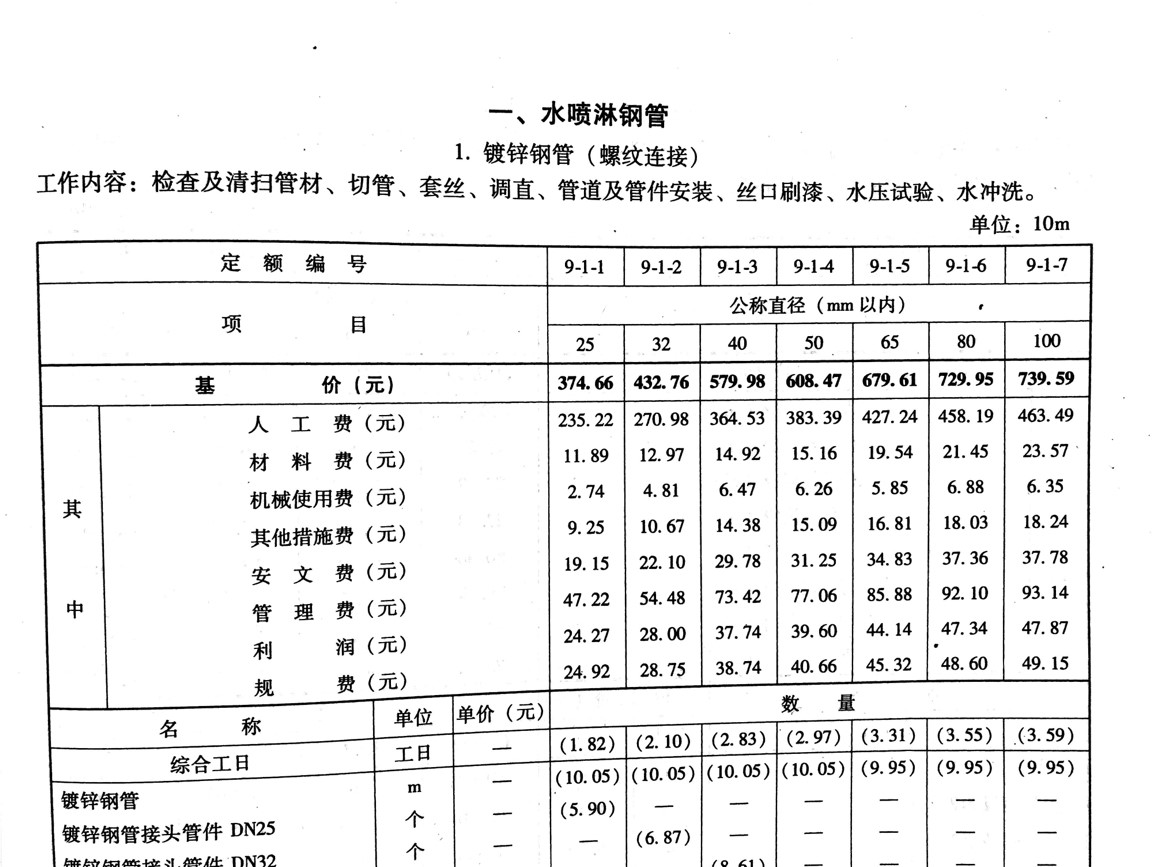 一、水喷淋钢管
1. 镀锌钢管（螺纹连接）
工作内容：检查及清扫管材、切管、套丝、调直、管道及管件安装、丝口刷漆、水压试验、水冲洗。
单位：10m
定 额 编 号 9-1-1 9-1-2 9-1-3 9-1-4 9-1-5 9-1-6 9-1-7
项 目 公称直径（mm 以内）
25 32 40 50 65 80 100
基 价（元） 374.66 432.76 579.98 608.47 679.61 729.95 739.59
其中
人 工 费（元） 235.22 270.98 364.53 383.39 427.24 458.19 463.49
材 料 费（元） 11.89 12.97 14.92 15.16 19.54 21.45 23.57
机械使用费（元） 2.74 4.81 6.47 6.26 5.85 6.88 6.35
其他措施费（元） 9.25 10.67 14.38 15.09 16.81 18.03 18.24
安 文 费（元） 19.15 22.10 29.78 31.25 34.83 37.36 37.78
管 理 费（元） 47.22 54.48 73.42 77.06 85.88 92.10 93.14
利 润（元） 24.27 28.00 37.74 39.60 44.14 47.34 47.87
规 费（元） 24.92 28.75 38.74 40.66 45.32 48.60 49.15
名 称 单位 单价（元） 数 量
综合工日 工日 — (1.82) (2.10) (2.83) (2.97) (3.31) (3.55) (3.59)
镀锌钢管 m — (10.05) (10.05) (10.05) (10.05) (9.95) (9.95) (9.95)
镀锌钢管接头管件 DN25 个 — (5.90) — — — — — —
镀锌钢管接头管件 DN32 个 — — (6.87) — — — — —
(8.61) — — — —